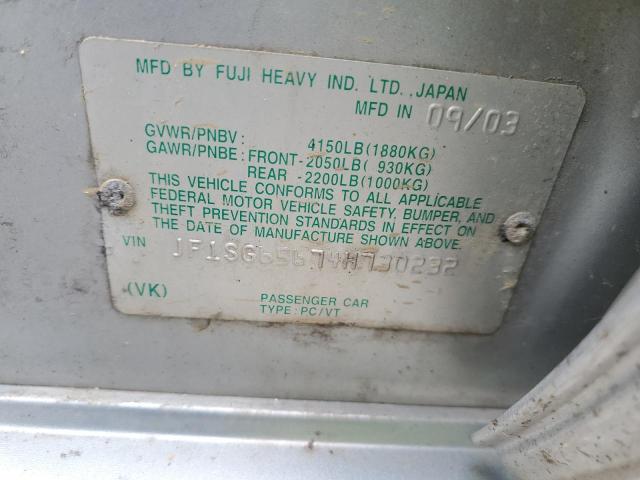 MFD BY FUJI HEAVY IND. LTD., JAPAN
MFD IN 09/03
GVWR/PNBV: 4150LB(1880KG)
GAWR/PNBE: FRONT-2050LB( 930KG)
REAR -2200LB(1000KG)
THIS VEHICLE CONFORMS TO ALL APPLICABLE
FEDERAL MOTOR VEHICLE SAFETY, BUMPER, AND
THEFT PREVENTION STANDARDS IN EFFECT ON
THE DATE OF MANUFACTURE SHOWN ABOVE.
VIN JF1SG65674H730232
(VK) PASSENGER CAR
TYPE: PC/VT